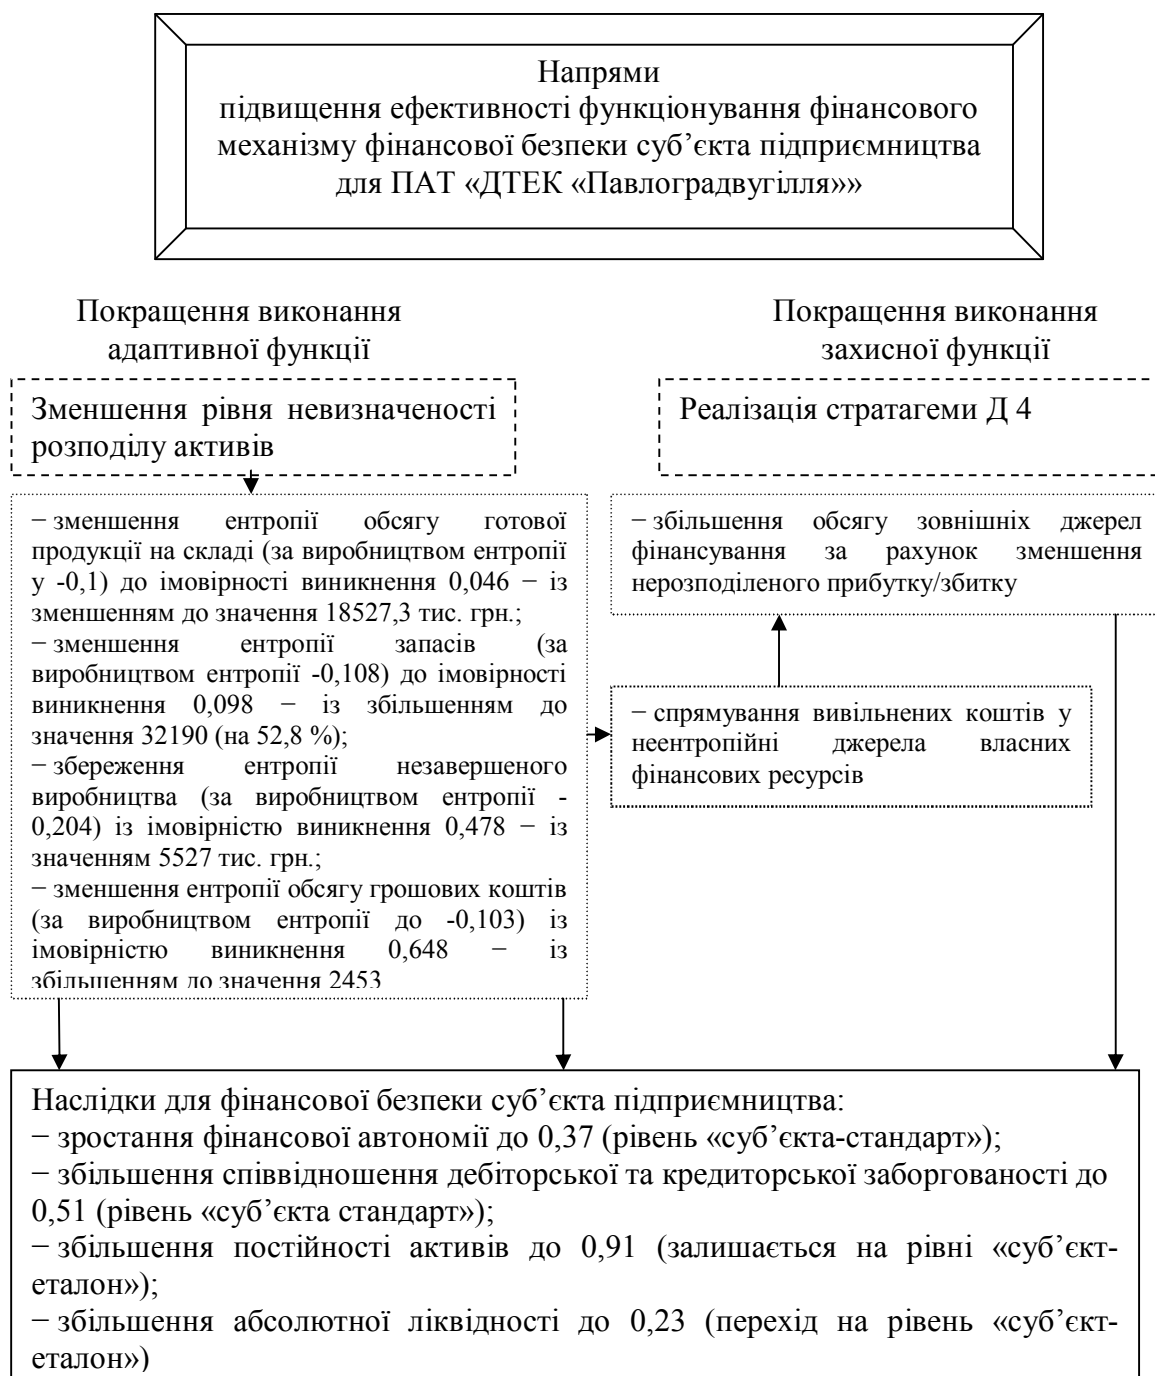 Напрями
підвищення ефективності функціонування фінансового
механізму фінансової безпеки суб’єкта підприємництва
для ПАТ «ДТЕК «Павлоградвугілля»»
Покращення виконання
адаптивної функції
Зменшення рівня невизначеності
розподілу активів
− зменшення ентропії обсягу готової
продукції на складі (за виробництвом ентропії
у -0,1) до імовірності виникнення 0,046 − із
зменшенням до значення 18527,3 тис. грн.;
− зменшення ентропії запасів (за
виробництвом ентропії -0,108) до імовірності
виникнення 0,098 − із збільшенням до
значення 32190 (на 52,8 %);
− збереження ентропії незавершеного
виробництва (за виробництвом ентропії -
0,204) із імовірністю виникнення 0,478 − із
значенням 5527 тис. грн.;
− зменшення ентропії обсягу грошових коштів
(за виробництвом ентропії до -0,103) із
імовірністю виникнення 0,648 − із
збільшенням до значення 2453
Покращення виконання
захисної функції
Реалізація стратагеми Д 4
− збільшення обсягу зовнішніх джерел
фінансування за рахунок зменшення
нерозподіленого прибутку/збитку
− спрямування вивільнених коштів у
неентропійні джерела власних
фінансових ресурсів
Наслідки для фінансової безпеки суб’єкта підприємництва:
− зростання фінансової автономії до 0,37 (рівень «суб’єкта-стандарт»);
− збільшення співвідношення дебіторської та кредиторської заборгованості до
0,51 (рівень «суб’єкта стандарт»);
− збільшення постійності активів до 0,91 (залишається на рівні «суб’єкт-
еталон»);
− збільшення абсолютної ліквідності до 0,23 (перехід на рівень «суб’єкт-
еталон»)